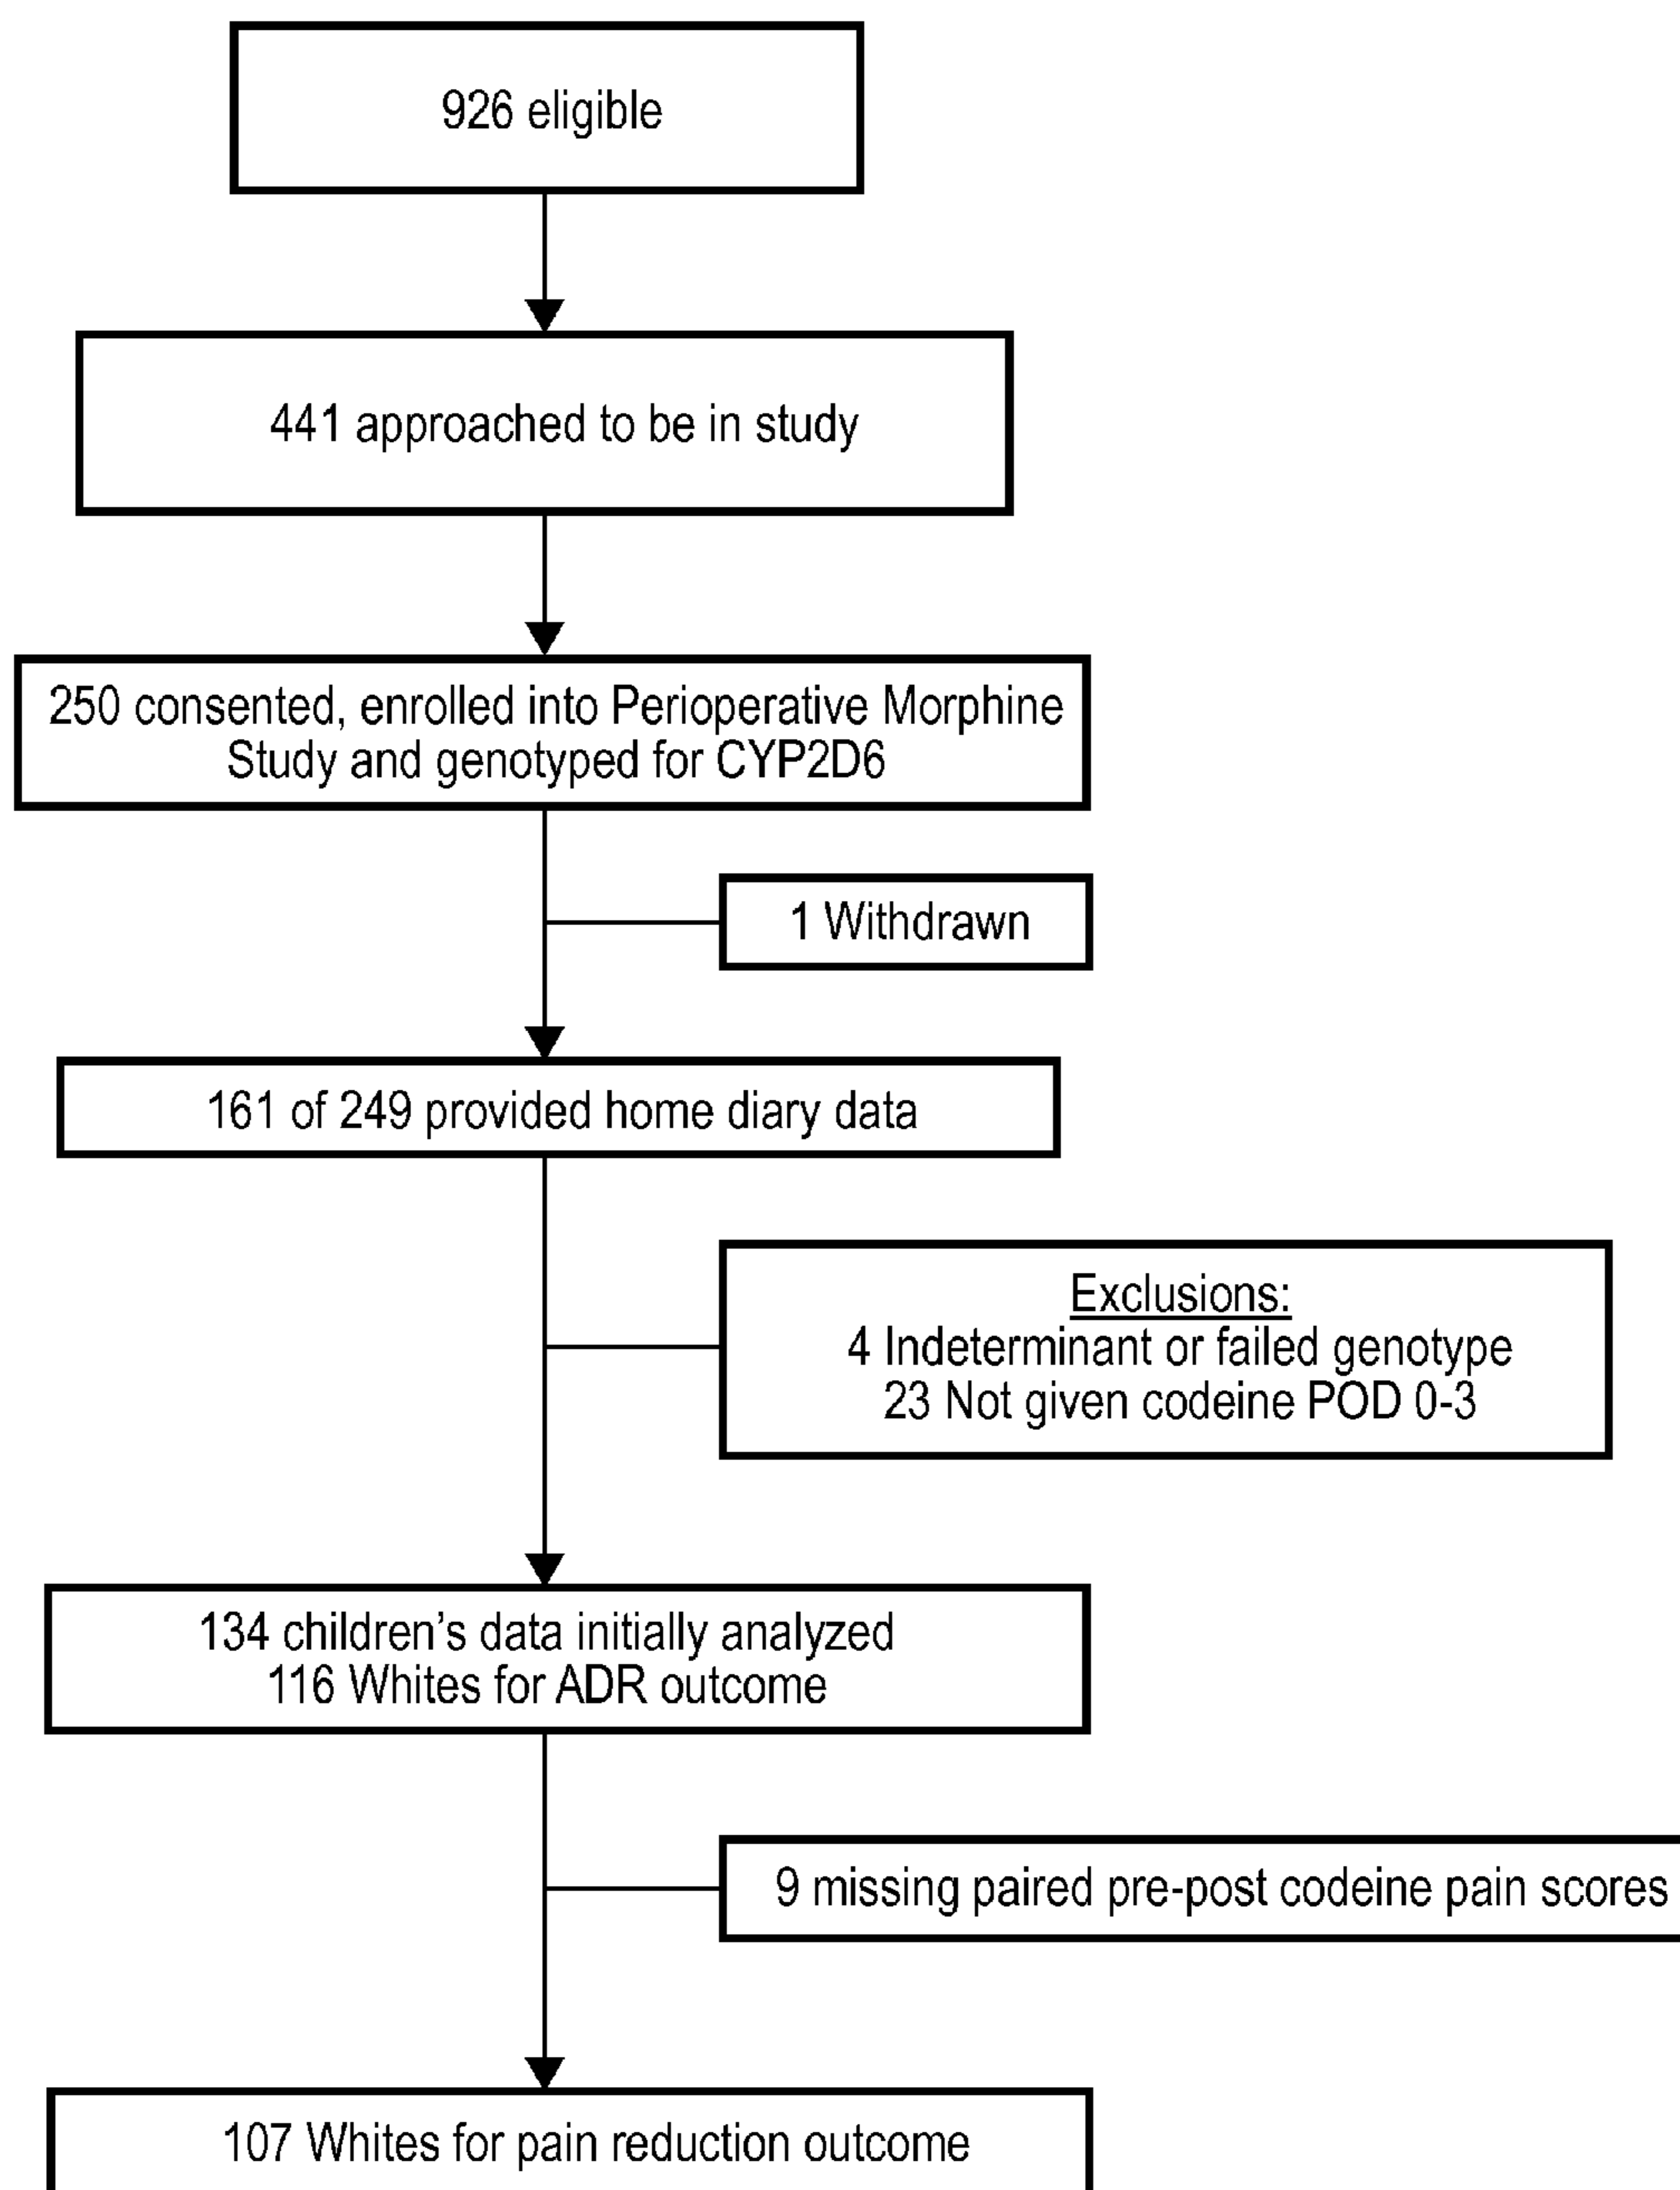 926 eligible
441 approached to be in study
250 consented, enrolled into Perioperative Morphine
Study and genotyped for CYP2D6
1 Withdrawn
161 of 249 provided home diary data
Exclusions:
4 Indeterminant or failed genotype
23 Not given codeine POD 0-3
134 children's data initially analyzed
116 Whites for ADR outcome
9 missing paired pre-post codeine pain scores
107 Whites for pain reduction outcome